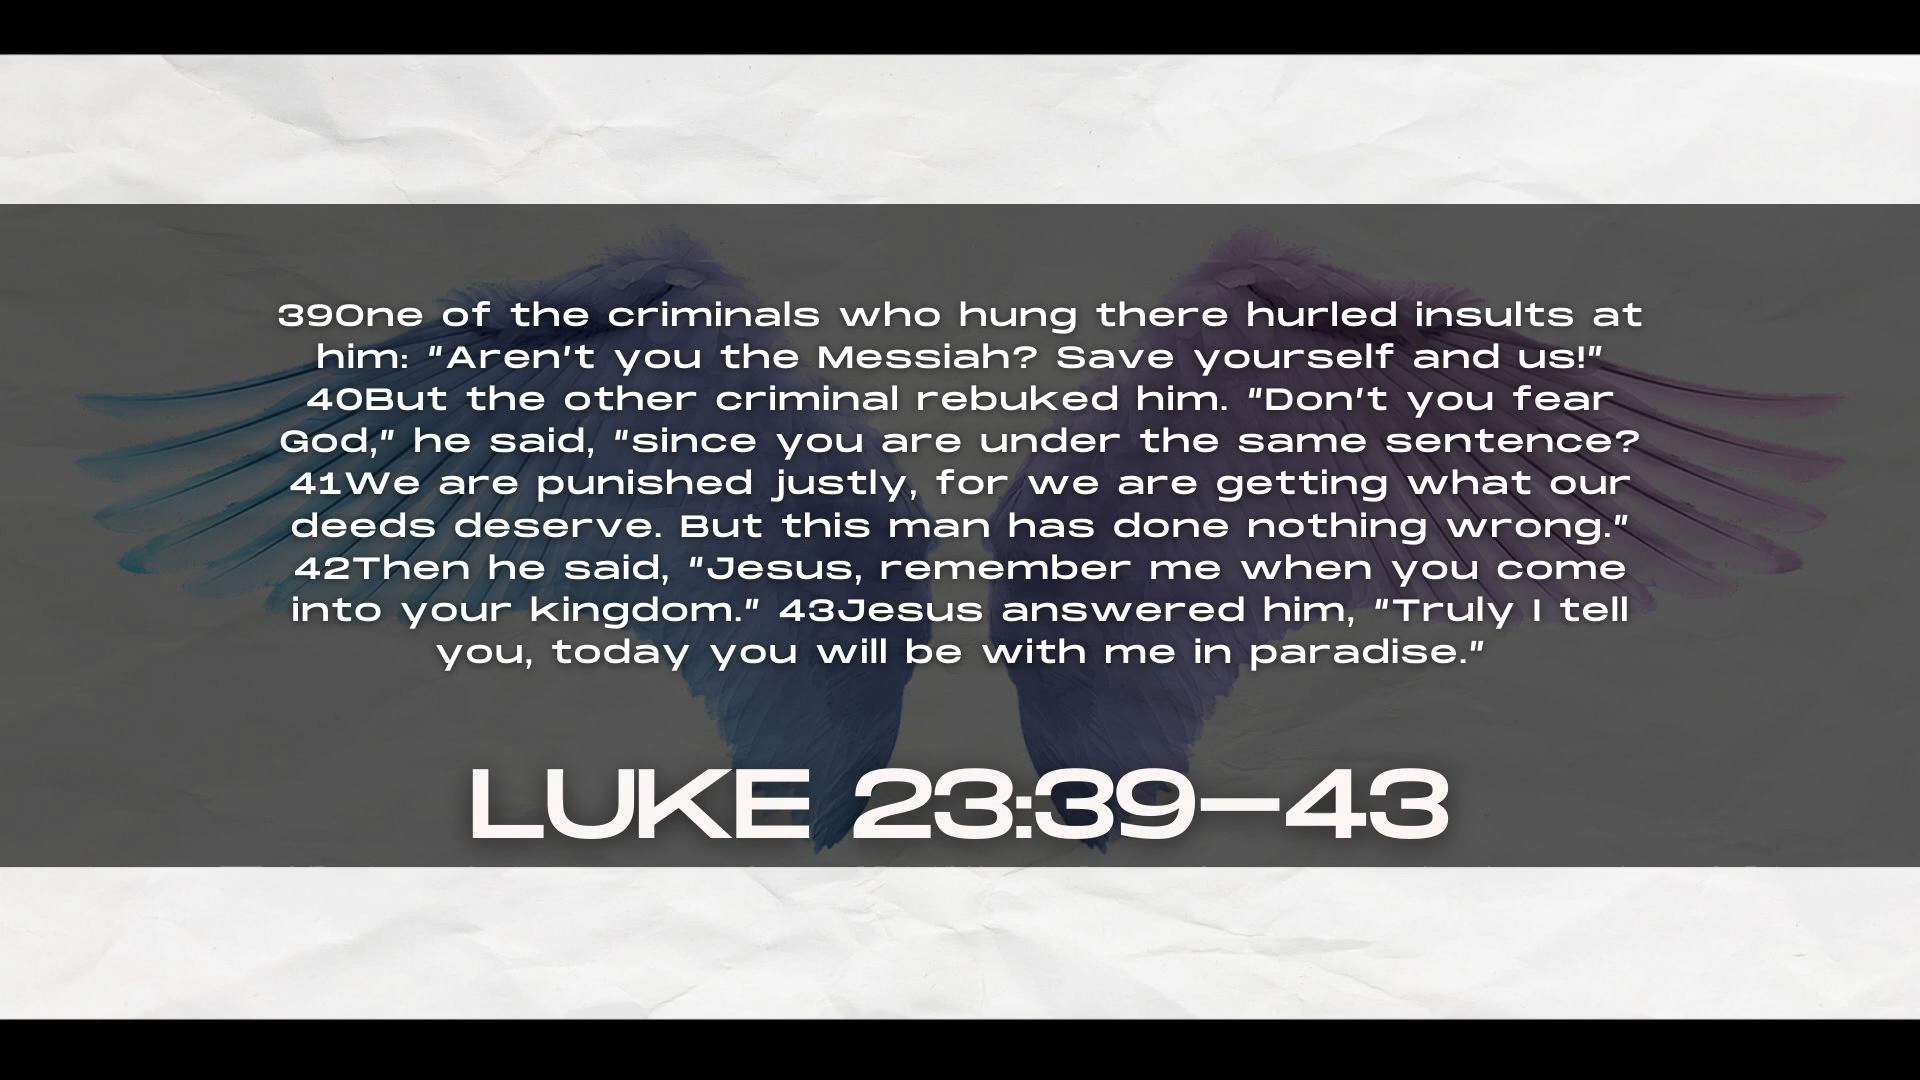 39One of the criminals who hung there hurled insults at
him: “Aren’t you the Messiah? Save yourself and us!”
40But the other criminal rebuked him. “Don’t you fear
God,” he said, “since you are under the same sentence?
41We are punished justly, for we are getting what our
deeds deserve. But this man has done nothing wrong.”
42Then he said, “Jesus, remember me when you come
into your kingdom.” 43Jesus answered him, “Truly I tell
you, today you will be with me in paradise.”
LUKE 23:39–43